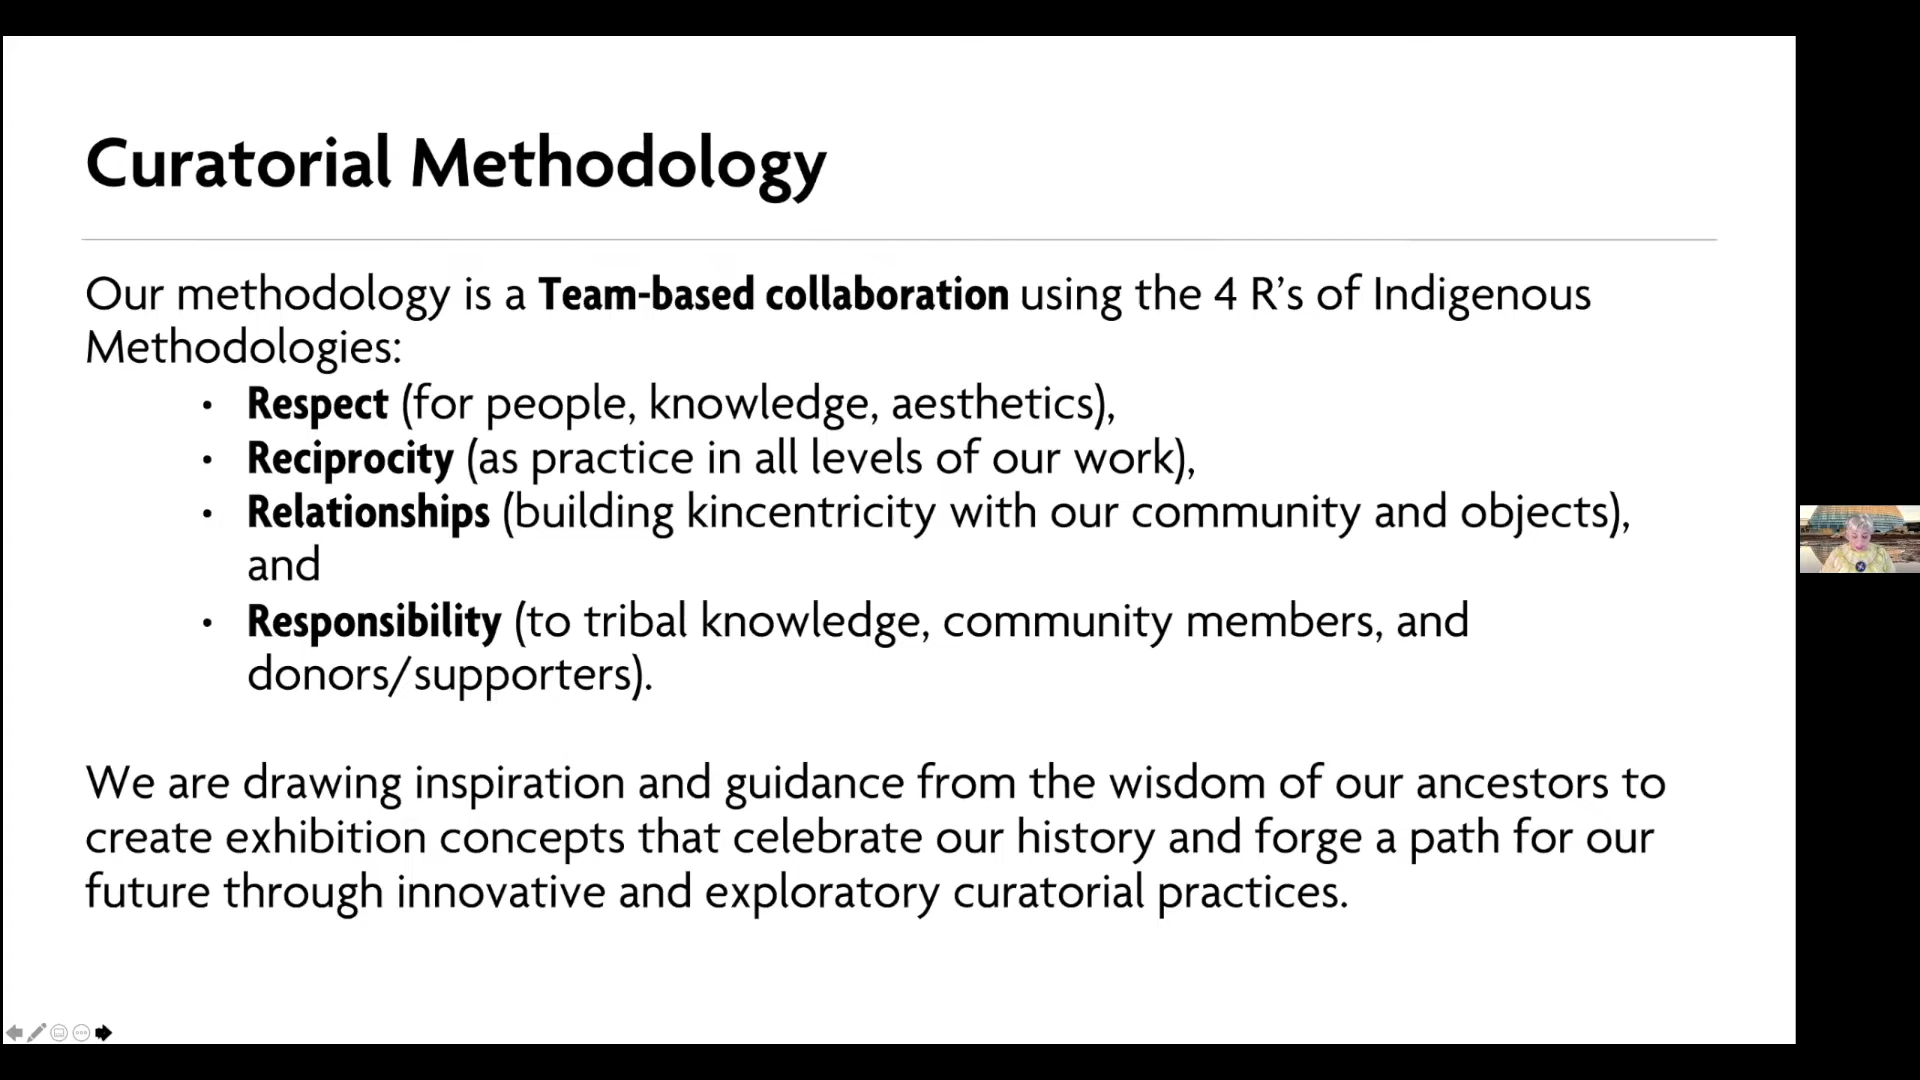 Curatorial Methodology
Our methodology is a Team-based collaboration using the 4 R’s of Indigenous
Methodologies:
• Respect (for people, knowledge, aesthetics),
• Reciprocity (as practice in all levels of our work),
• Relationships (building kincentricity with our community and objects),
and
• Responsibility (to tribal knowledge, community members, and
donors/supporters).
We are drawing inspiration and guidance from the wisdom of our ancestors to
create exhibition concepts that celebrate our history and forge a path for our
future through innovative and exploratory curatorial practices.